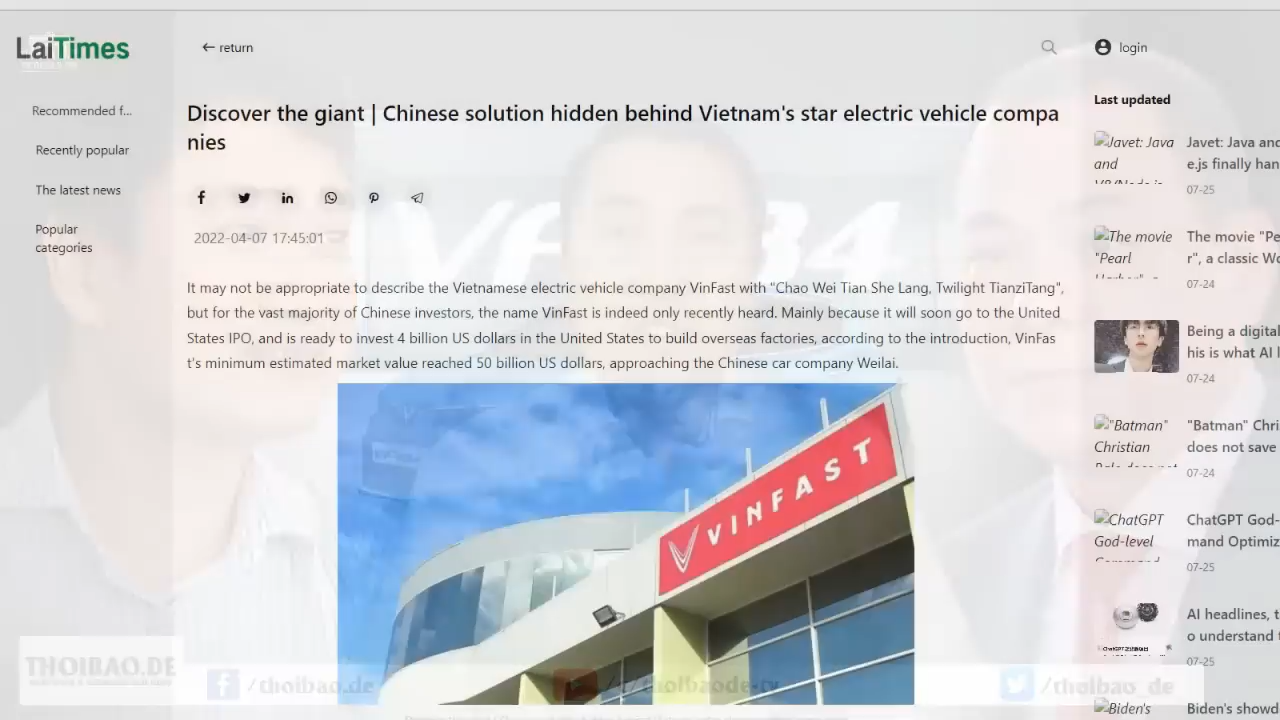 LaiTimes
return
login
Recommended f...
Recently popular
The latest news
Popular
categories
Discover the giant | Chinese solution hidden behind Vietnam's star electric vehicle compa
nies
2022-04-07 17:45:01
It may not be appropriate to describe the Vietnamese electric vehicle company VinFast with "Chao Wei Tian She Lang, Twilight TianziTang",
but for the vast majority of Chinese investors, the name VinFast is indeed only recently heard. Mainly because it will soon go to the United
States IPO, and is ready to invest 4 billion US dollars in the United States to build overseas factories, according to the introduction, VinFas
t's minimum estimated market value reached 50 billion US dollars, approaching the Chinese car company Weilai.
VINFAST
Last updated
Javet: Java
and
Javet: Java and
e.js finally han
07-25
The movie
"Pearl
The movie "Pe
r", a classic Wo
07-24
Being a digital
his is what AI l
07-24
"Batman"
Christian
"Batman" Chri
does not save
07-24
ChatGPT
God-level
ChatGPT God-
mand Optimiz
07-25
AI headlines, t
o understand t
07-25
Biden's
Biden's showd
THOIBAO.DE
/thoibao.de
/thoibao_de